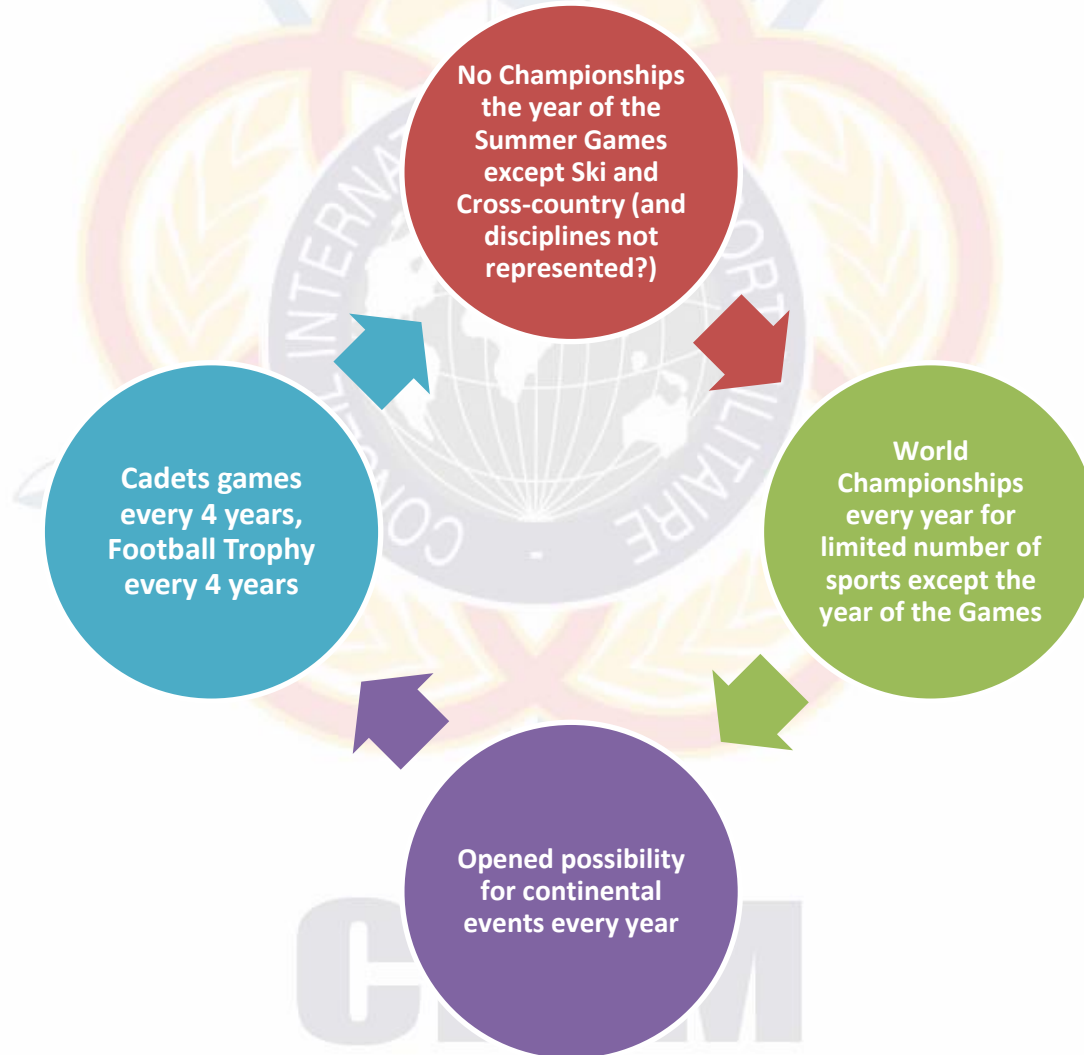 No Championships
the year of the
Summer Games
except Ski and
Cross-country (and
disciplines not
represented?)
World
Championships
every year for
limited number of
sports except the
year of the Games
Opened possibility
for continental
events every year
Cadets games
every 4 years,
Football Trophy
every 4 years
MILITAIRE